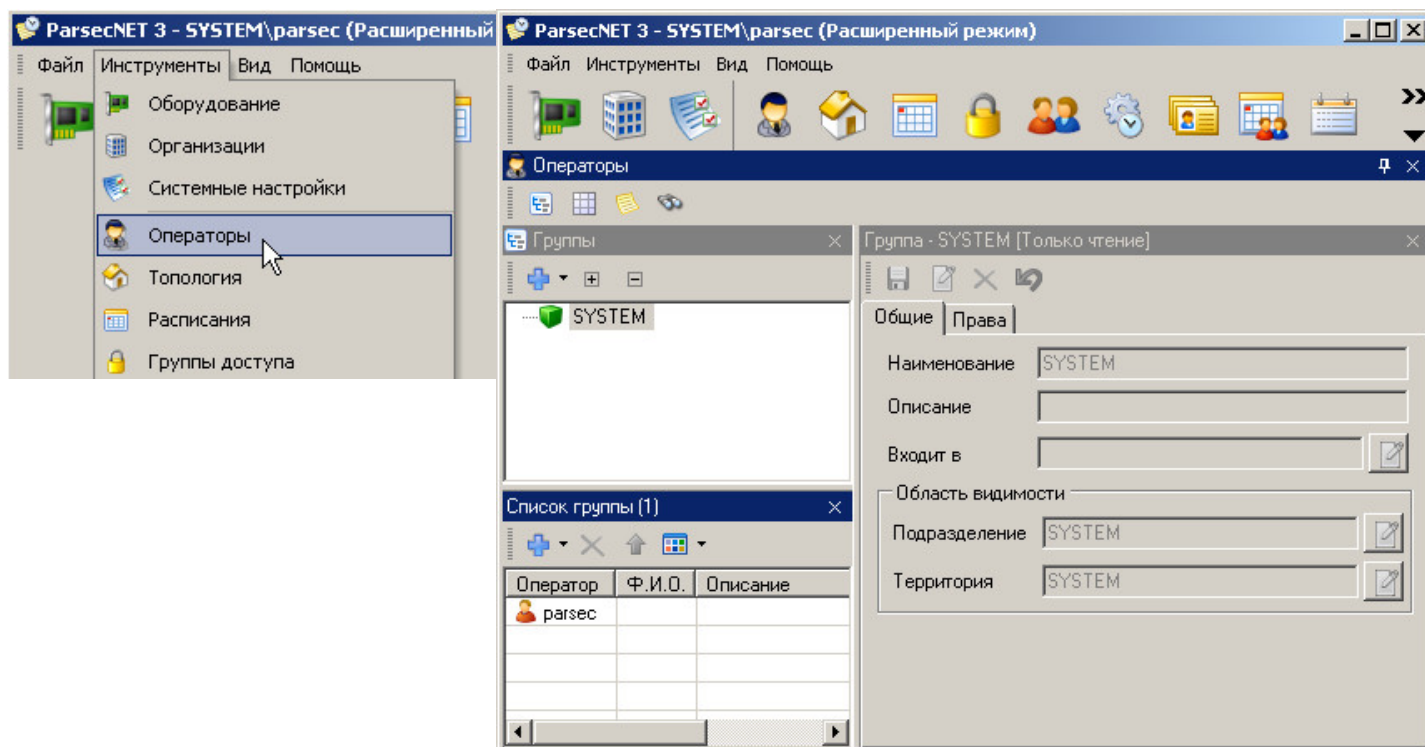 ParsecNET 3 - SYSTEM\parsec (Расширенный
Файл Инструменты Вид Помощь
Оборудование
Организации
Системные настройки
Операторы
Топология
Расписания
Группы доступа
ParsecNET 3 - SYSTEM\parsec (Расширенный режим)
Файл Инструменты Вид Помощь
Операторы
Группы
SYSTEM
Список группы (1)
Оператор Ф.И.О. Описание
parsec
Группа - SYSTEM [Только чтение]
Общие Права
Наименование SYSTEM
Описание
Входит в
Область видимости
Подразделение SYSTEM
Территория SYSTEM